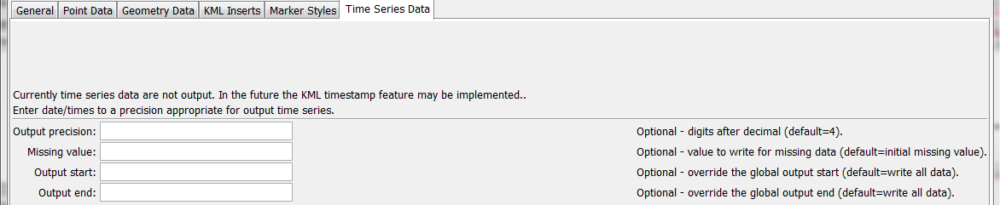 General Point Data Geometry Data KML Inserts Marker Styles Time Series Data
Currently time series data are not output. In the future the KML timestamp feature may be implemented..
Enter date/times to a precision appropriate for output time series.
Output precision: Optional - digits after decimal (default=4).
Missing value: Optional - value to write for missing data (default=initial missing value).
Output start: Optional - override the global output start (default=write all data).
Output end: Optional - override the global output end (default=write all data).